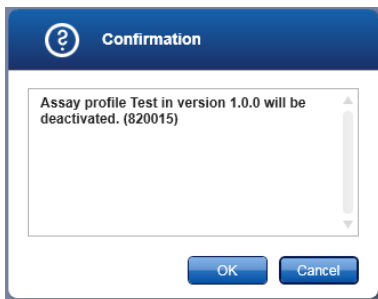 Confirmation
Assay profile Test in version 1.0.0 will be
deactivated. (820015)
OK
Cancel